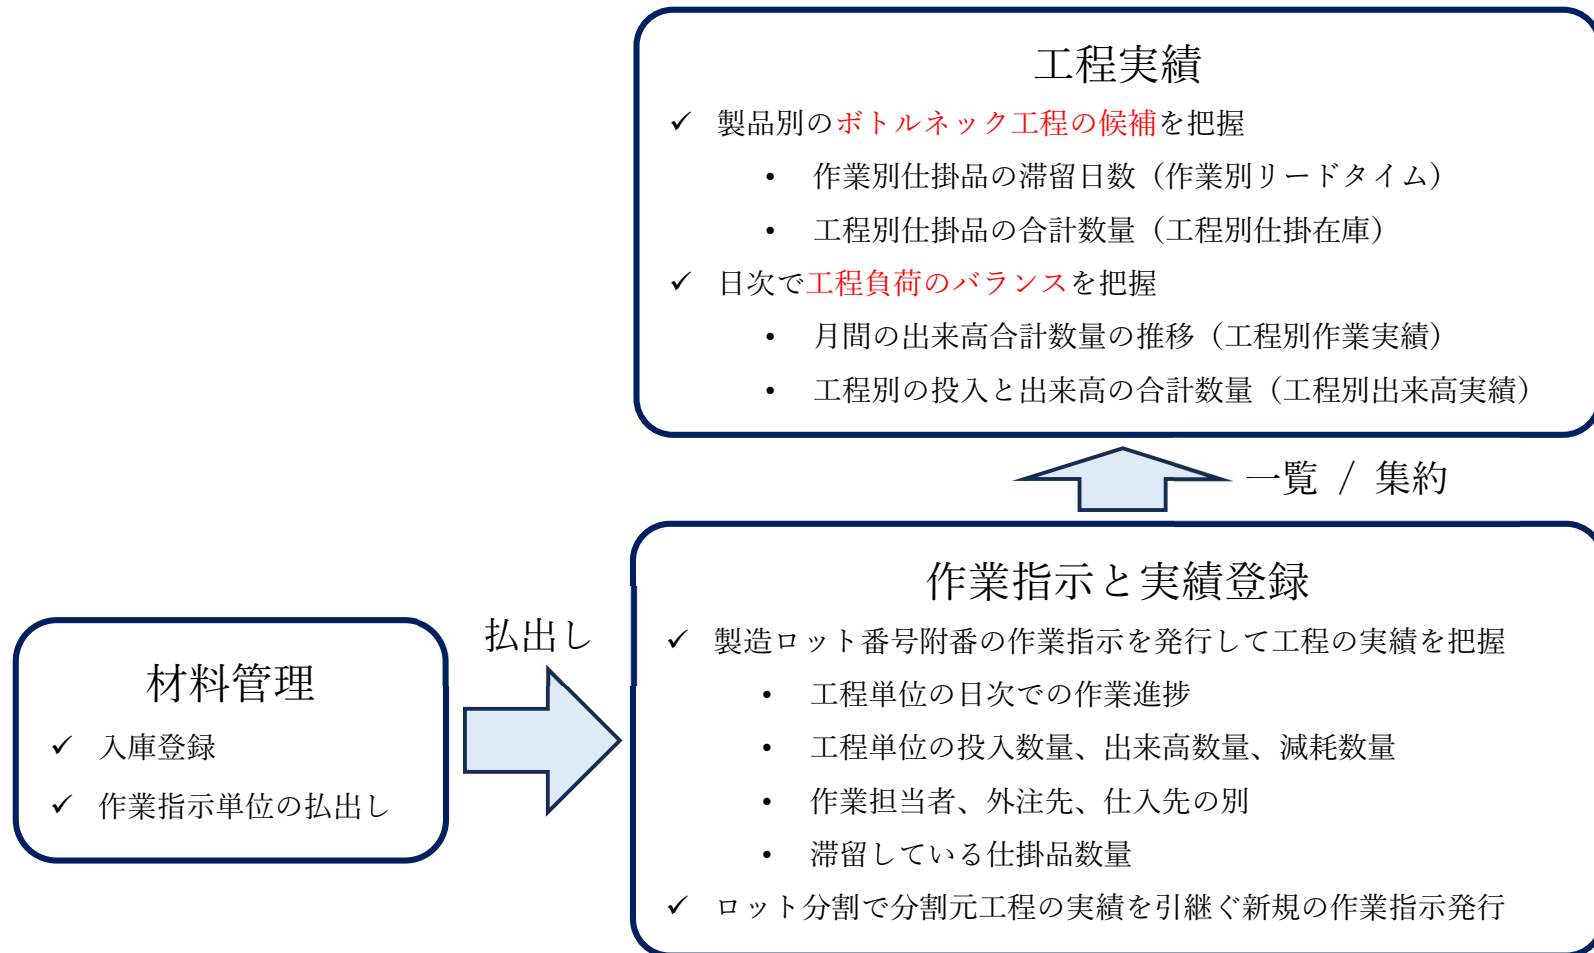 工程実績
✓ 製品別のボトルネック工程の候補を把握
• 作業別仕掛品の滞留日数（作業別リードタイム）
• 工程別仕掛品の合計数量（工程別仕掛在庫）
✓ 日次で工程負荷のバランスを把握
• 月間の出来高合計数量の推移（工程別作業実績）
• 工程別の投入と出来高の合計数量（工程別出来高実績）
一覧 / 集約
材料管理
✓ 入庫登録
✓ 作業指示単位の払出し
払出し
作業指示と実績登録
✓ 製造ロット番号附番の作業指示を発行して工程の実績を把握
• 工程単位の日次での作業進捗
• 工程単位の投入数量、出来高数量、減耗数量
• 作業担当者、外注先、仕入先の別
• 滞留している仕掛品数量
✓ ロット分割で分割元工程の実績を引継ぐ新規の作業指示発行